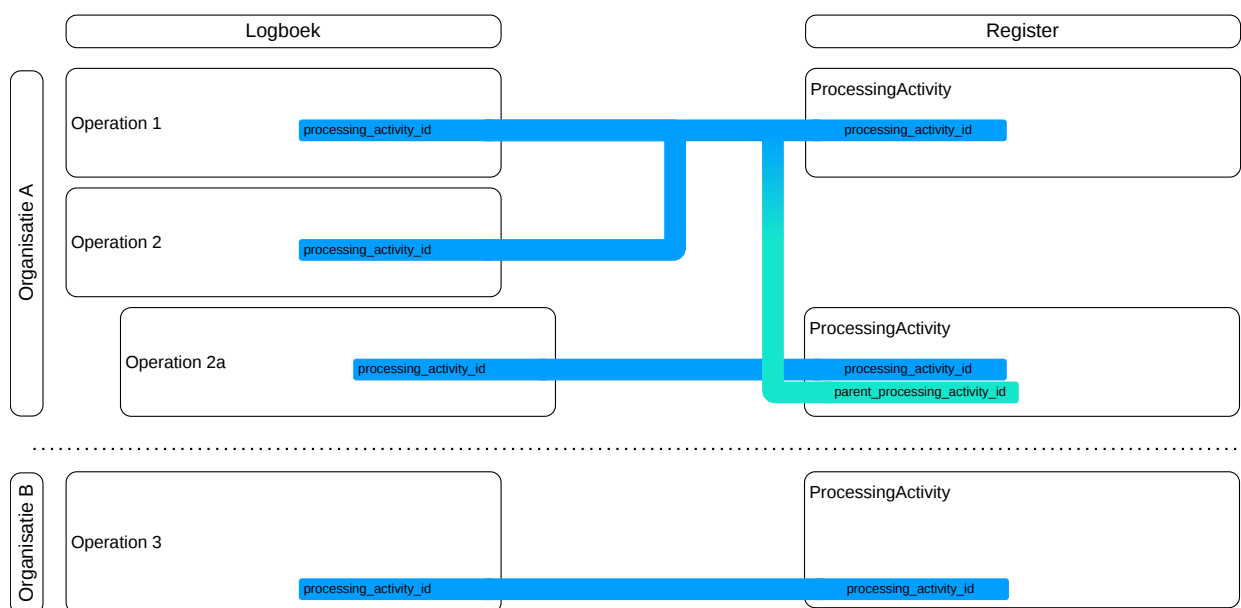 Logboek
Register
Organisatie A
Operation 1
processing_activity_id
ProcessingActivity
processing_activity_id
Operation 2
processing_activity_id
Operation 2a
processing_activity_id
ProcessingActivity
processing_activity_id
parent_processing_activity_id
Organisatie B
Operation 3
processing_activity_id
ProcessingActivity
processing_activity_id